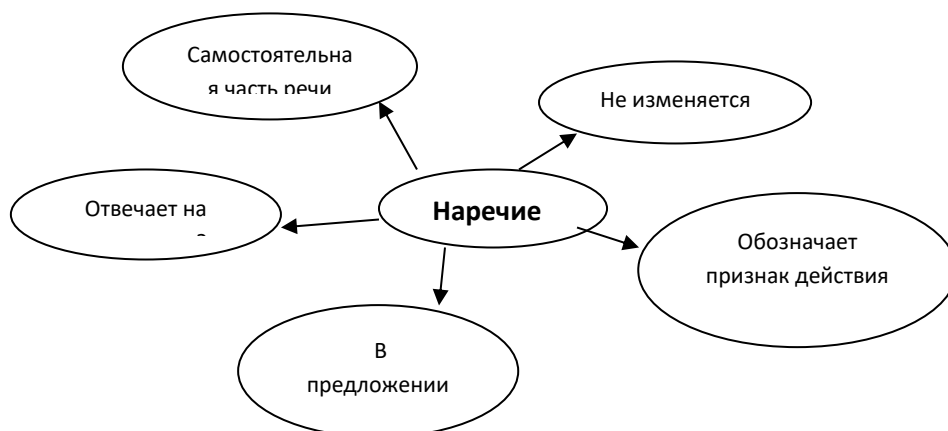 Самостоятельна
я часть речи
Не изменяется
Отвечает на
Наречие
Обозначает
признак действия
В
предложении